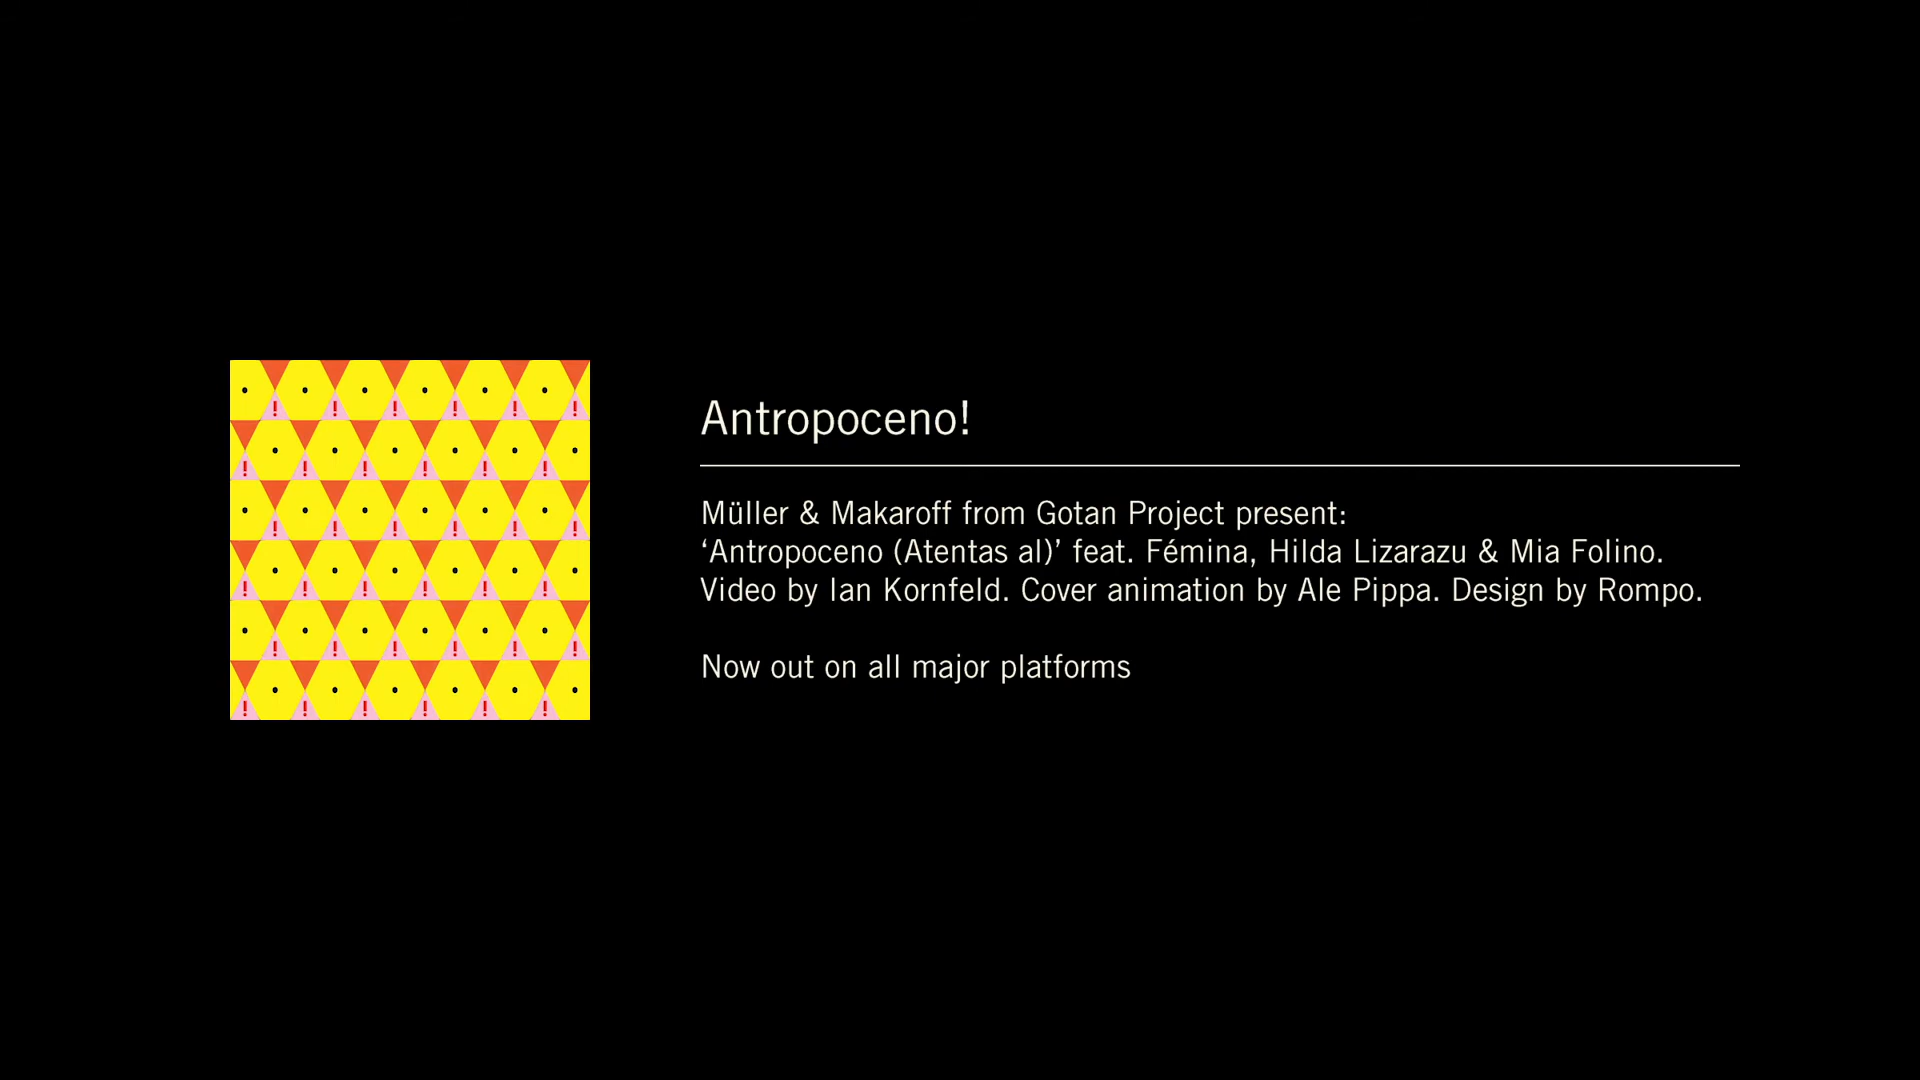 Antropoceno!
Müller & Makaroff from Gotan Project present:
‘Antropoceno (Atentas al)’ feat. Fémina, Hilda Lizarazu & Mia Folino.
Video by Ian Kornfeld. Cover animation by Ale Pippa. Design by Rompo.
Now out on all major platforms